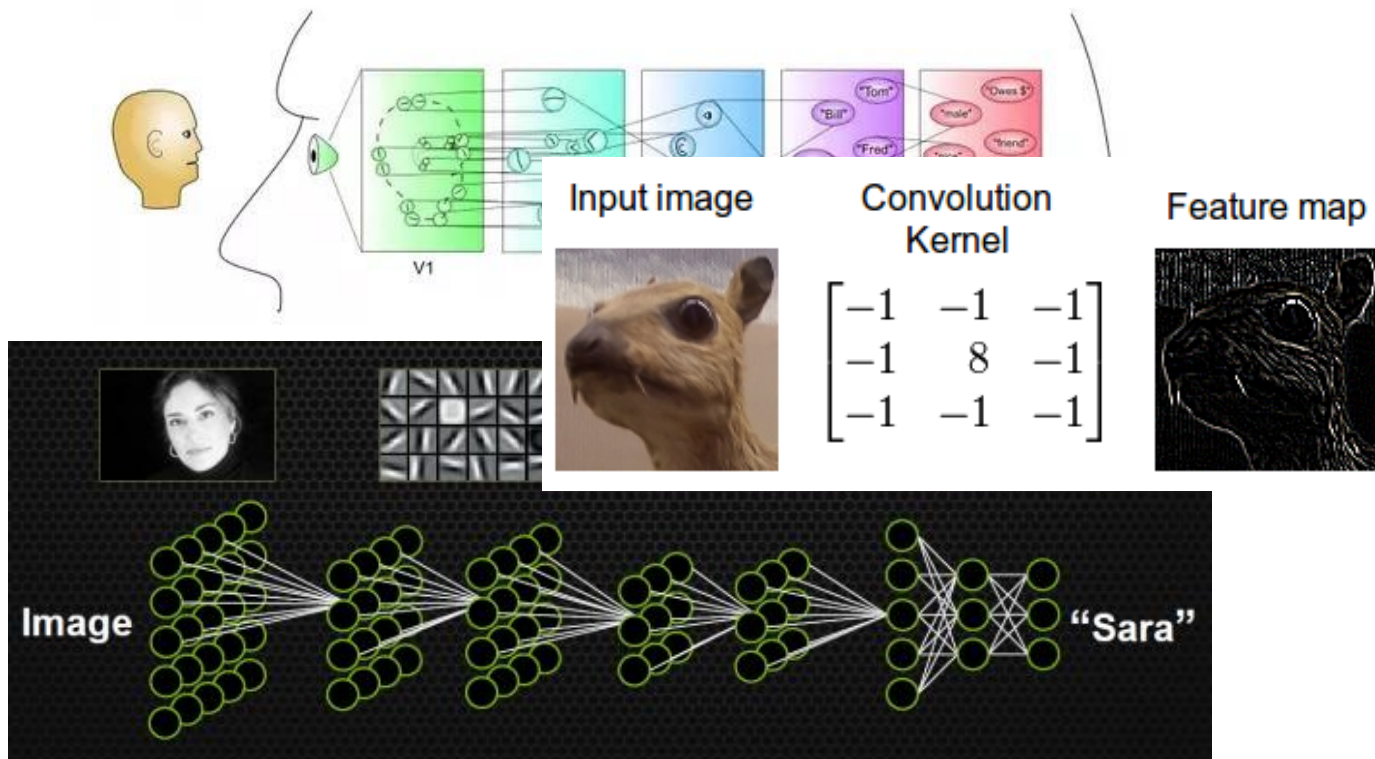 "Tom"
"Owes $"
"Bill"
"male"
"Fred"
"friend"
V1
Input image
Convolution
Kernel
Feature map
−1 −1 −1
−1 8 −1
−1 −1 −1
Image
“Sara”